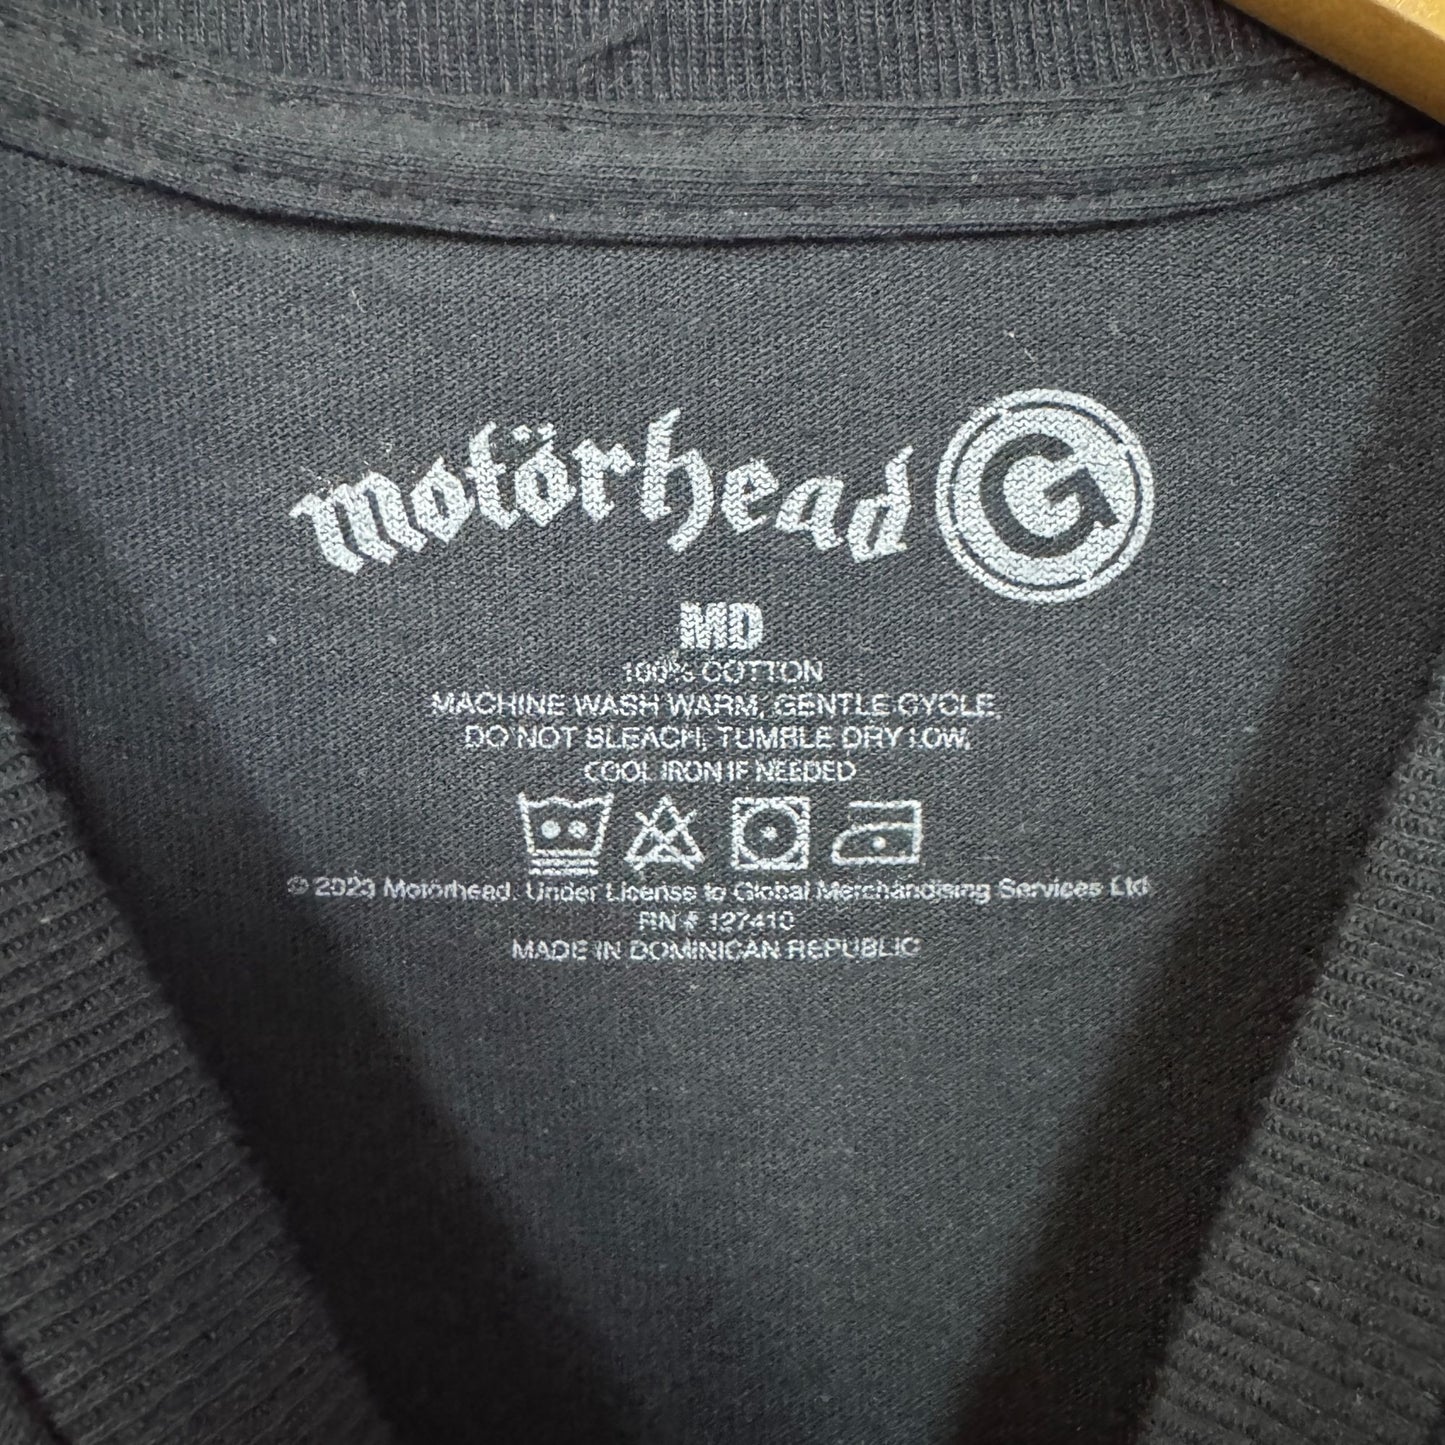 motörhead G
MD
100% COTTON
MACHINE WASH WARM, GENTLE CYCLE,
DO NOT BLEACH, TUMBLE DRY LOW,
COOL IRON IF NEEDED
© 2023 Motörhead. Under License to Global Merchandising Services Ltd
RN # 127410
MADE IN DOMINICAN REPUBLIC